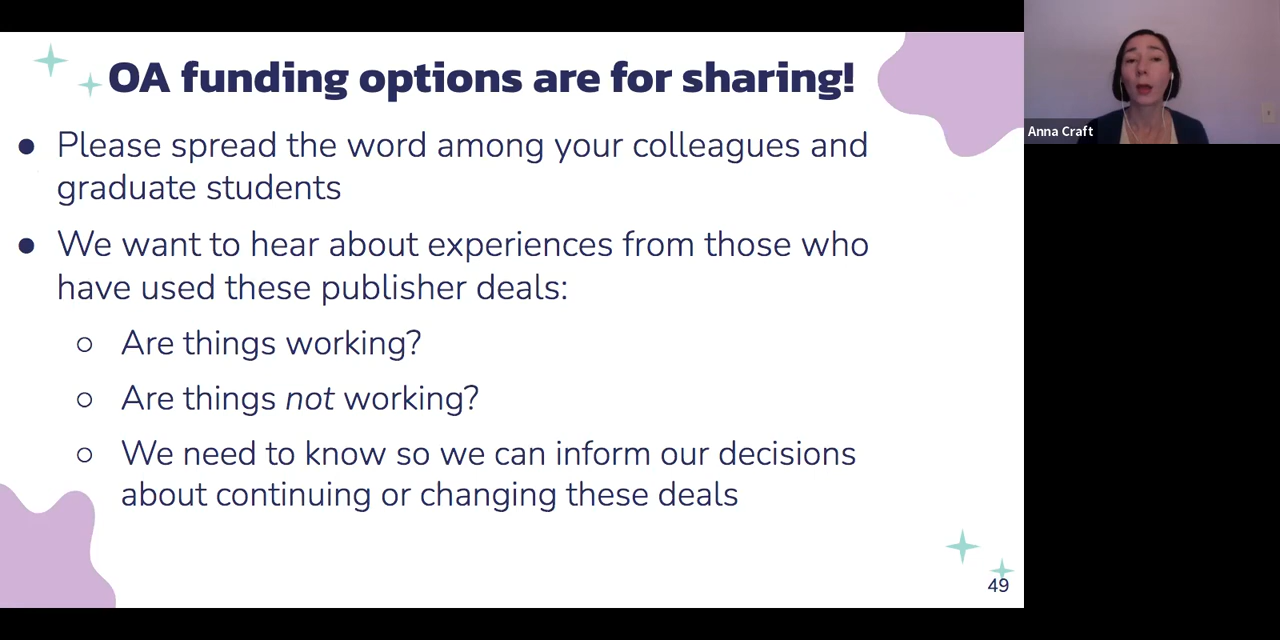 OA funding options are for sharing!
● Please spread the word among your colleagues and
graduate students
● We want to hear about experiences from those who
have used these publisher deals:
○ Are things working?
○ Are things not working?
○ We need to know so we can inform our decisions
about continuing or changing these deals
49
Anna Craft